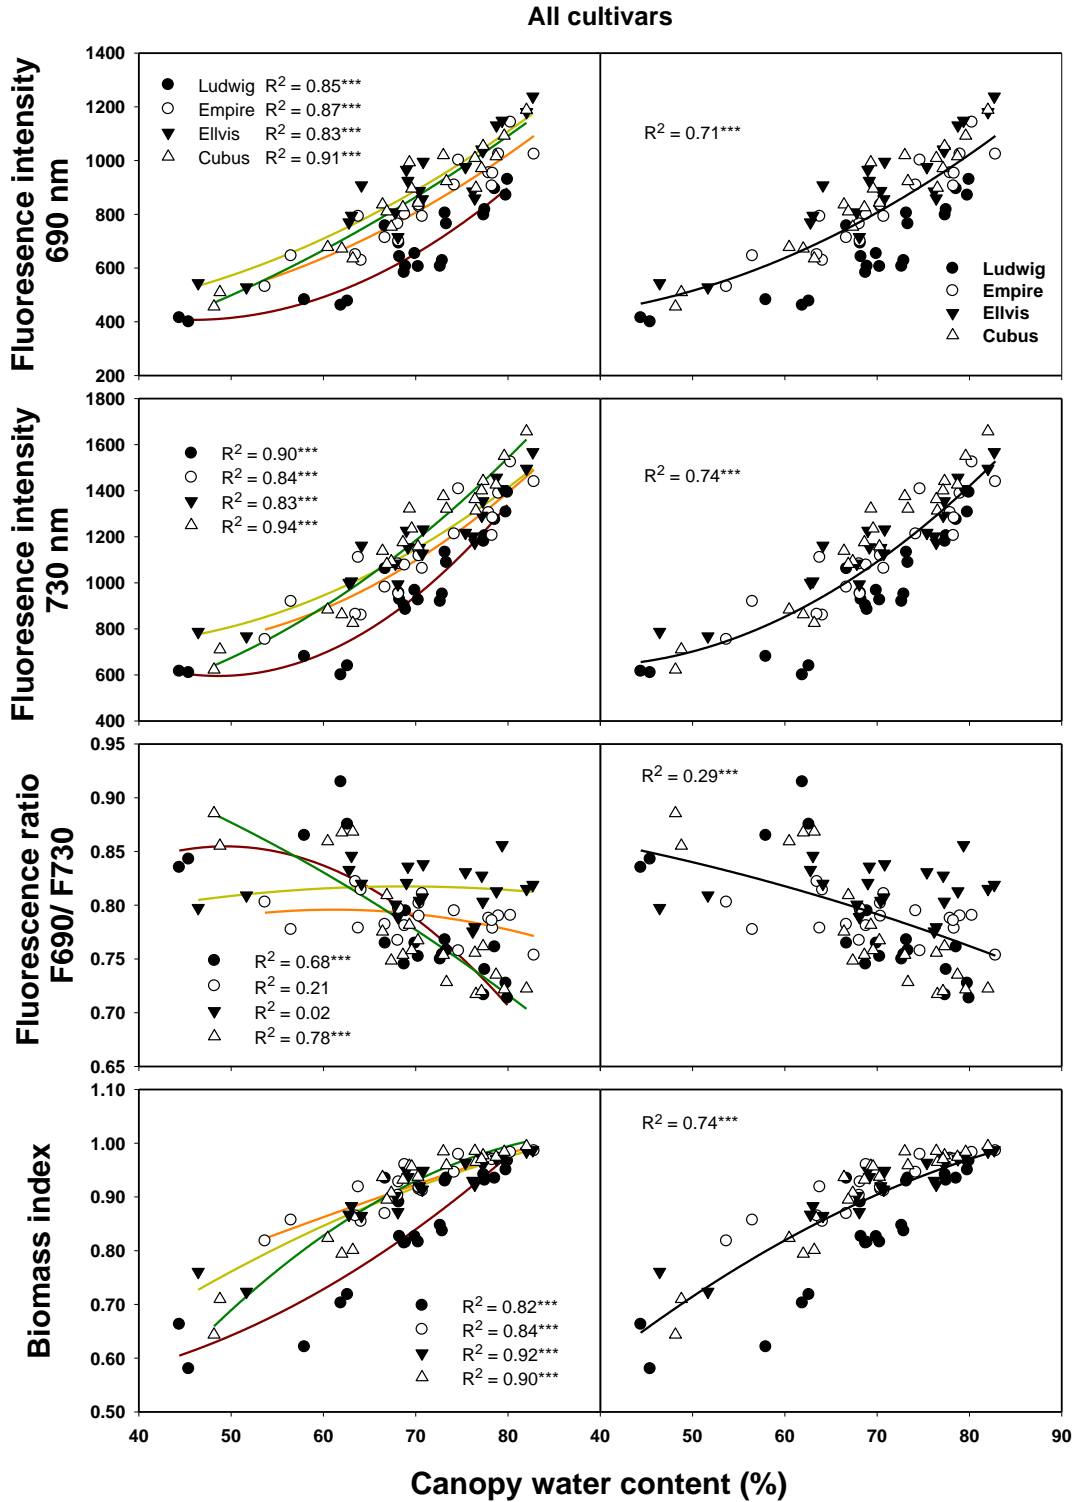 All cultivars
Fluoresence intensity
690 nm
1400
1200
1000
800
600
400
200
Ludwig R2 = 0.85***
Empire R2 = 0.87***
Ellvis R2 = 0.83***
Cubus R2 = 0.91***
R2 = 0.71***
Ludwig
Empire
Ellvis
Cubus
Fluoresence intensity
730 nm
1800
1600
1400
1200
1000
800
600
400
R2 = 0.90***
R2 = 0.84***
R2 = 0.83***
R2 = 0.94***
R2 = 0.74***
Fluorescence ratio
F690/ F730
0.95
0.90
0.85
0.80
0.75
0.70
0.65
R2 = 0.68***
R2 = 0.21
R2 = 0.02
R2 = 0.78***
R2 = 0.29***
Biomass index
1.10
1.00
0.90
0.80
0.70
0.60
0.50
R2 = 0.82***
R2 = 0.84***
R2 = 0.92***
R2 = 0.90***
R2 = 0.74***
40 50 60 70 80 40 50 60 70 80 90
Canopy water content (%)